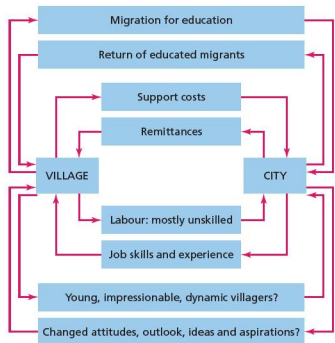 Migration for education
Return of educated migrants
Support costs
Remittances
VILLAGE
CITY
Labour: mostly unskilled
Job skills and experience
Young, impressionable, dynamic villagers?
Changed attitudes, outlook, ideas and aspirations?